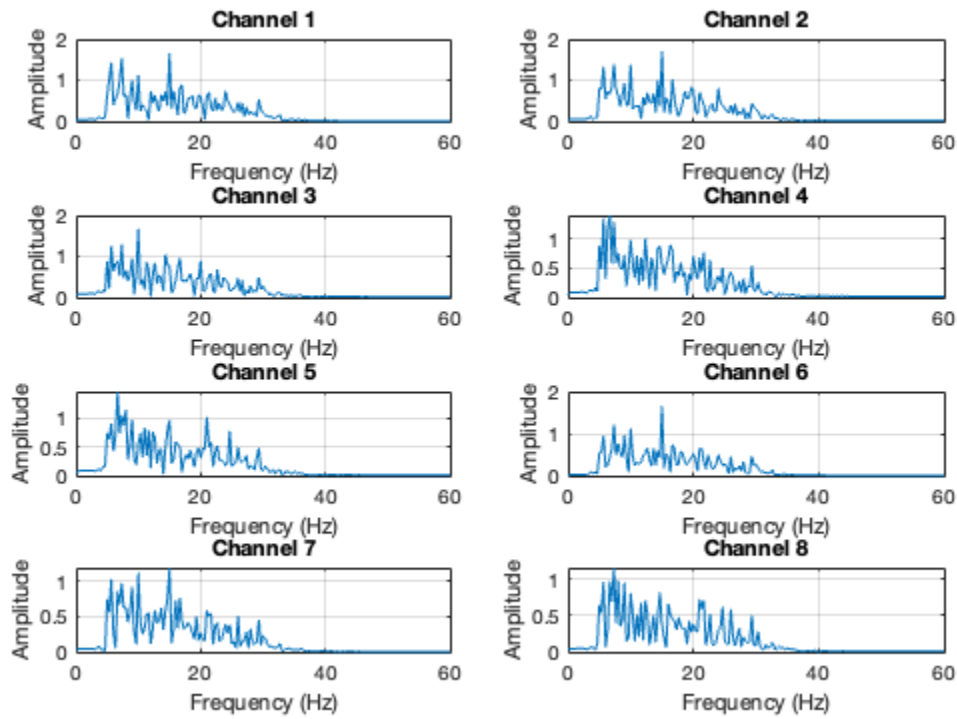 Channel 1
Amplitude
2
1
0
0 20 40 60
Frequency (Hz)
Channel 2
Amplitude
2
1
0
0 20 40 60
Frequency (Hz)
Channel 3
Amplitude
2
1
0
0 20 40 60
Frequency (Hz)
Channel 4
Amplitude
1
0.5
0
0 20 40 60
Frequency (Hz)
Channel 5
Amplitude
1
0.5
0
0 20 40 60
Frequency (Hz)
Channel 6
Amplitude
2
1
0
0 20 40 60
Frequency (Hz)
Channel 7
Amplitude
1
0.5
0
0 20 40 60
Frequency (Hz)
Channel 8
Amplitude
1
0.5
0
0 20 40 60
Frequency (Hz)